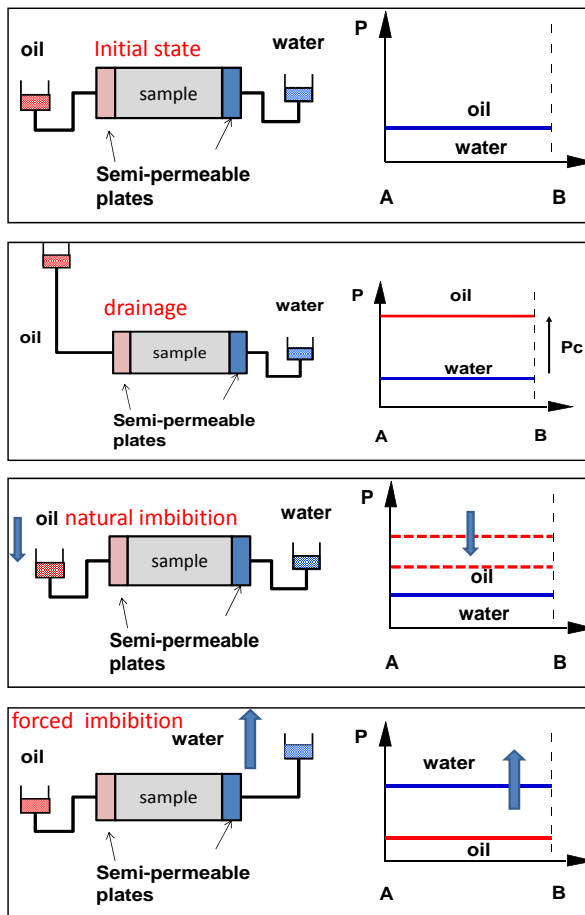 Initial state
oil
water
sample
Semi-permeable
plates
P
oil
water
A
B
drainage
oil
water
sample
Semi-permeable
plates
P
oil
water
Pc
A
B
oil
natural imbibition
water
sample
Semi-permeable
plates
P
oil
water
A
B
forced imbibition
water
oil
sample
Semi-permeable
plates
P
water
oil
A
B